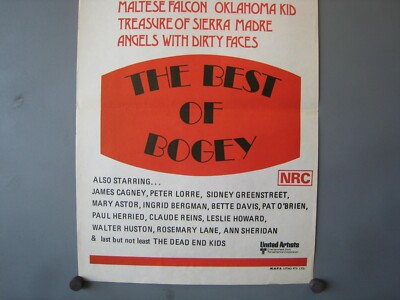 MALTESE FALCON OKLAHOMA KID
TREASURE OF SIERRA MADRE
ANGELS WITH DIRTY FACES
THE BEST
OF
BOGEY
NRC
ALSO STARRING...
JAMES CAGNEY, PETER LORRE, SIDNEY GREENSTREET,
MARY ASTOR, INGRID BERGMAN, BETTE DAVIS, PAT O'BRIEN,
PAUL HERRIED, CLAUDE REINS, LESLIE HOWARD,
WALTER HUSTON, ROSEMARY LANE, ANN SHERIDAN
& last but not least THE DEAD END KIDS
United Artists